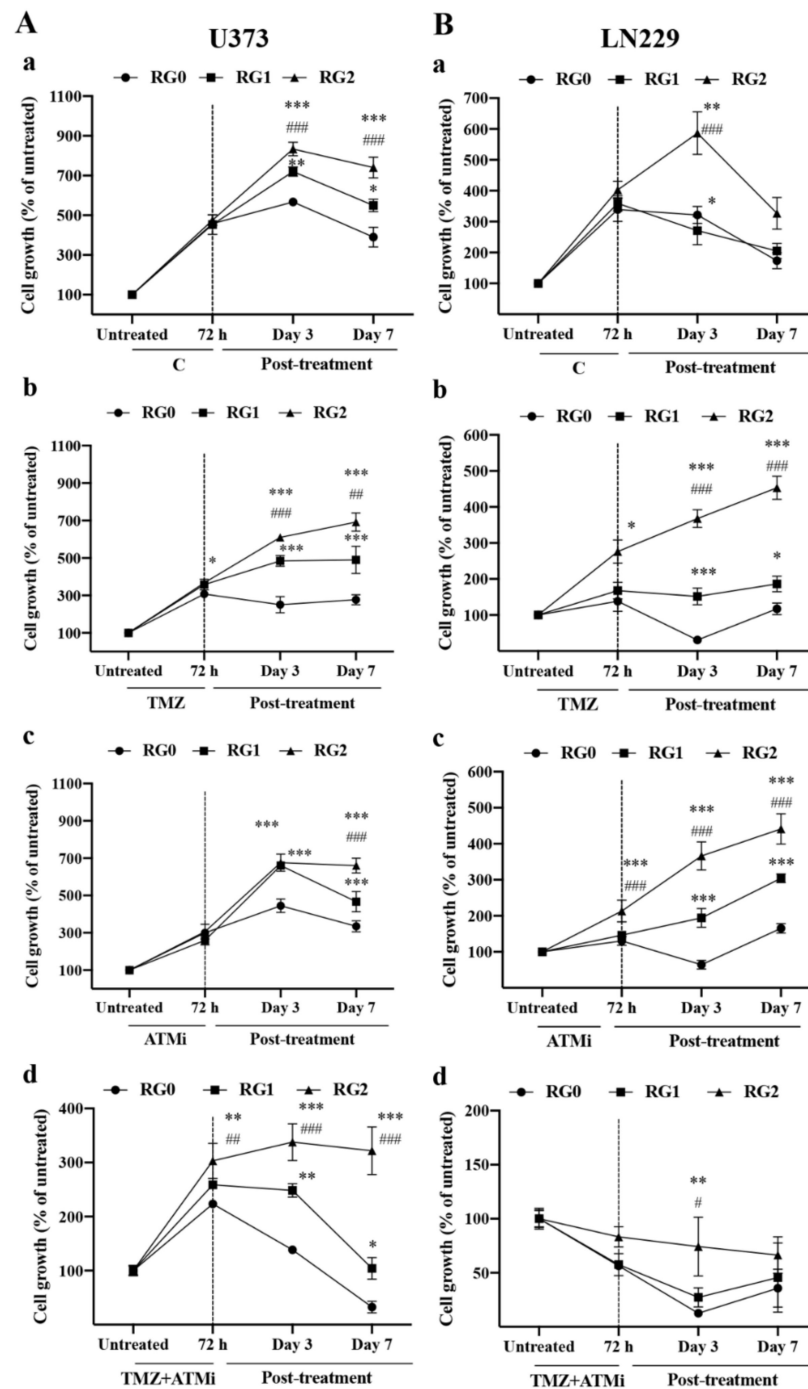 A
U373
a
RG0 RG1 RG2
Cell growth (% of untreated)
1100
900
700
500
300
100
***
###
**
***
###
*
Untreated 72 h Day 3 Day 7
C Post-treatment
b
RG0 RG1 RG2
Cell growth (% of untreated)
1100
900
700
500
300
100
*
***
###
***
***
##
***
Untreated 72 h Day 3 Day 7
TMZ Post-treatment
c
RG0 RG1 RG2
Cell growth (% of untreated)
1100
900
700
500
300
100
***
***
***
###
***
Untreated 72 h Day 3 Day 7
ATMi Post-treatment
d
RG0 RG1 RG2
Cell growth (% of untreated)
400
300
200
100
**
##
***
###
**
***
###
*
Untreated 72 h Day 3 Day 7
TMZ+ATMi Post-treatment
B
LN229
a
RG0 RG1 RG2
Cell growth (% of untreated)
700
600
500
400
300
200
100
**
###
*
Untreated 72 h Day 3 Day 7
C Post-treatment
b
RG0 RG1 RG2
Cell growth (% of untreated)
600
500
400
300
200
100
*
***
###
***
***
###
*
Untreated 72 h Day 3 Day 7
TMZ Post-treatment
c
RG0 RG1 RG2
Cell growth (% of untreated)
600
500
400
300
200
100
***
###
***
###
***
***
###
***
Untreated 72 h Day 3 Day 7
ATMi Post-treatment
d
RG0 RG1 RG2
Cell growth (% of untreated)
200
150
100
50
**
#
Untreated 72 h Day 3 Day 7
TMZ+ATMi Post-treatment